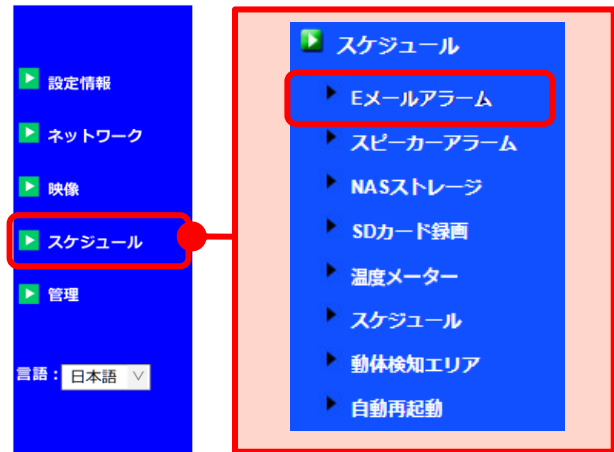 設定情報
ネットワーク
映像
スケジュール
管理
言語：日本語
スケジュール
Eメールアラーム
スピーカーアラーム
NASストレージ
SDカード録画
温度メーター
スケジュール
動体検知エリア
自動再起動